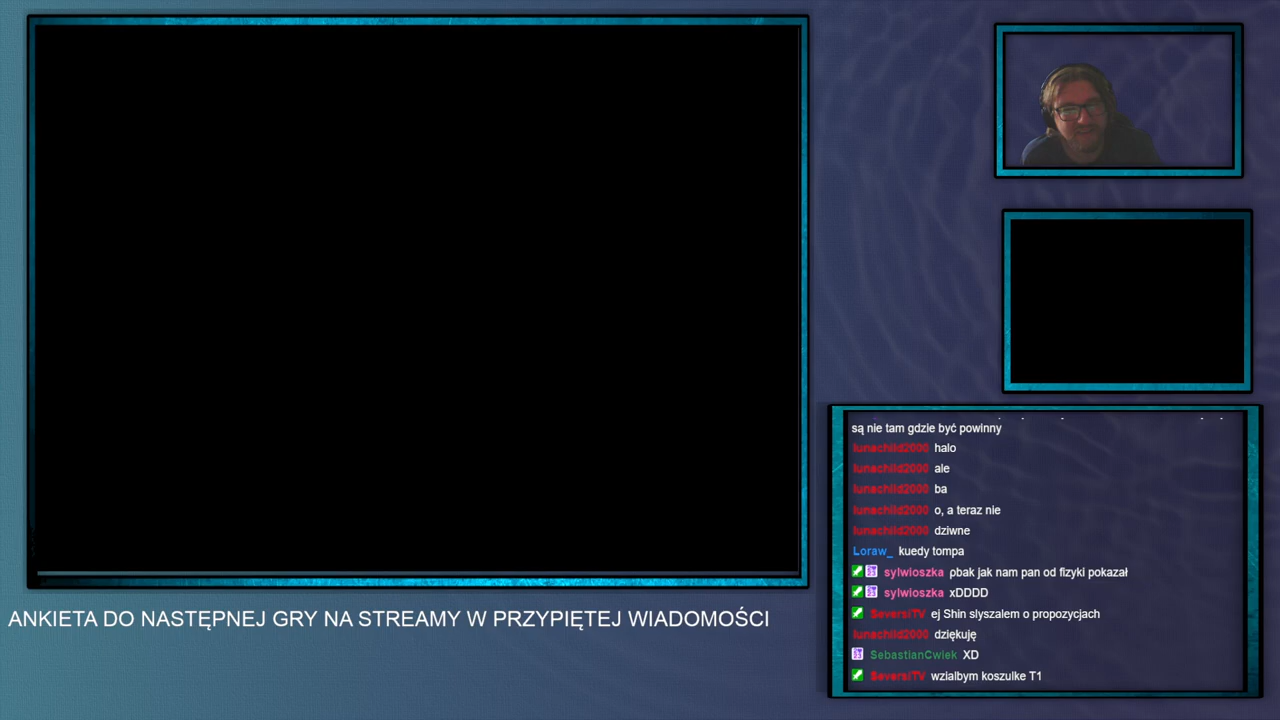 są nie tam gdzie być powinny
lunachild2000 halo
lunachild2000 ale
lunachild2000 ba
lunachild2000 o, a teraz nie
lunachild2000 dziwne
Loraw_ kuedy tompa
sylwioszka pbak jak nam pan od fizyki pokazał
sylwioszka xDDDD
SeversITV ej Shin slyszalem o propozycjach
lunachild2000 dziękuję
SebastianCwiek XD
SeversITV wzialbym koszulke T1
ANKIETA DO NASTĘPNEJ GRY NA STREAMY W PRZYPIĘTEJ WIADOMOŚCI